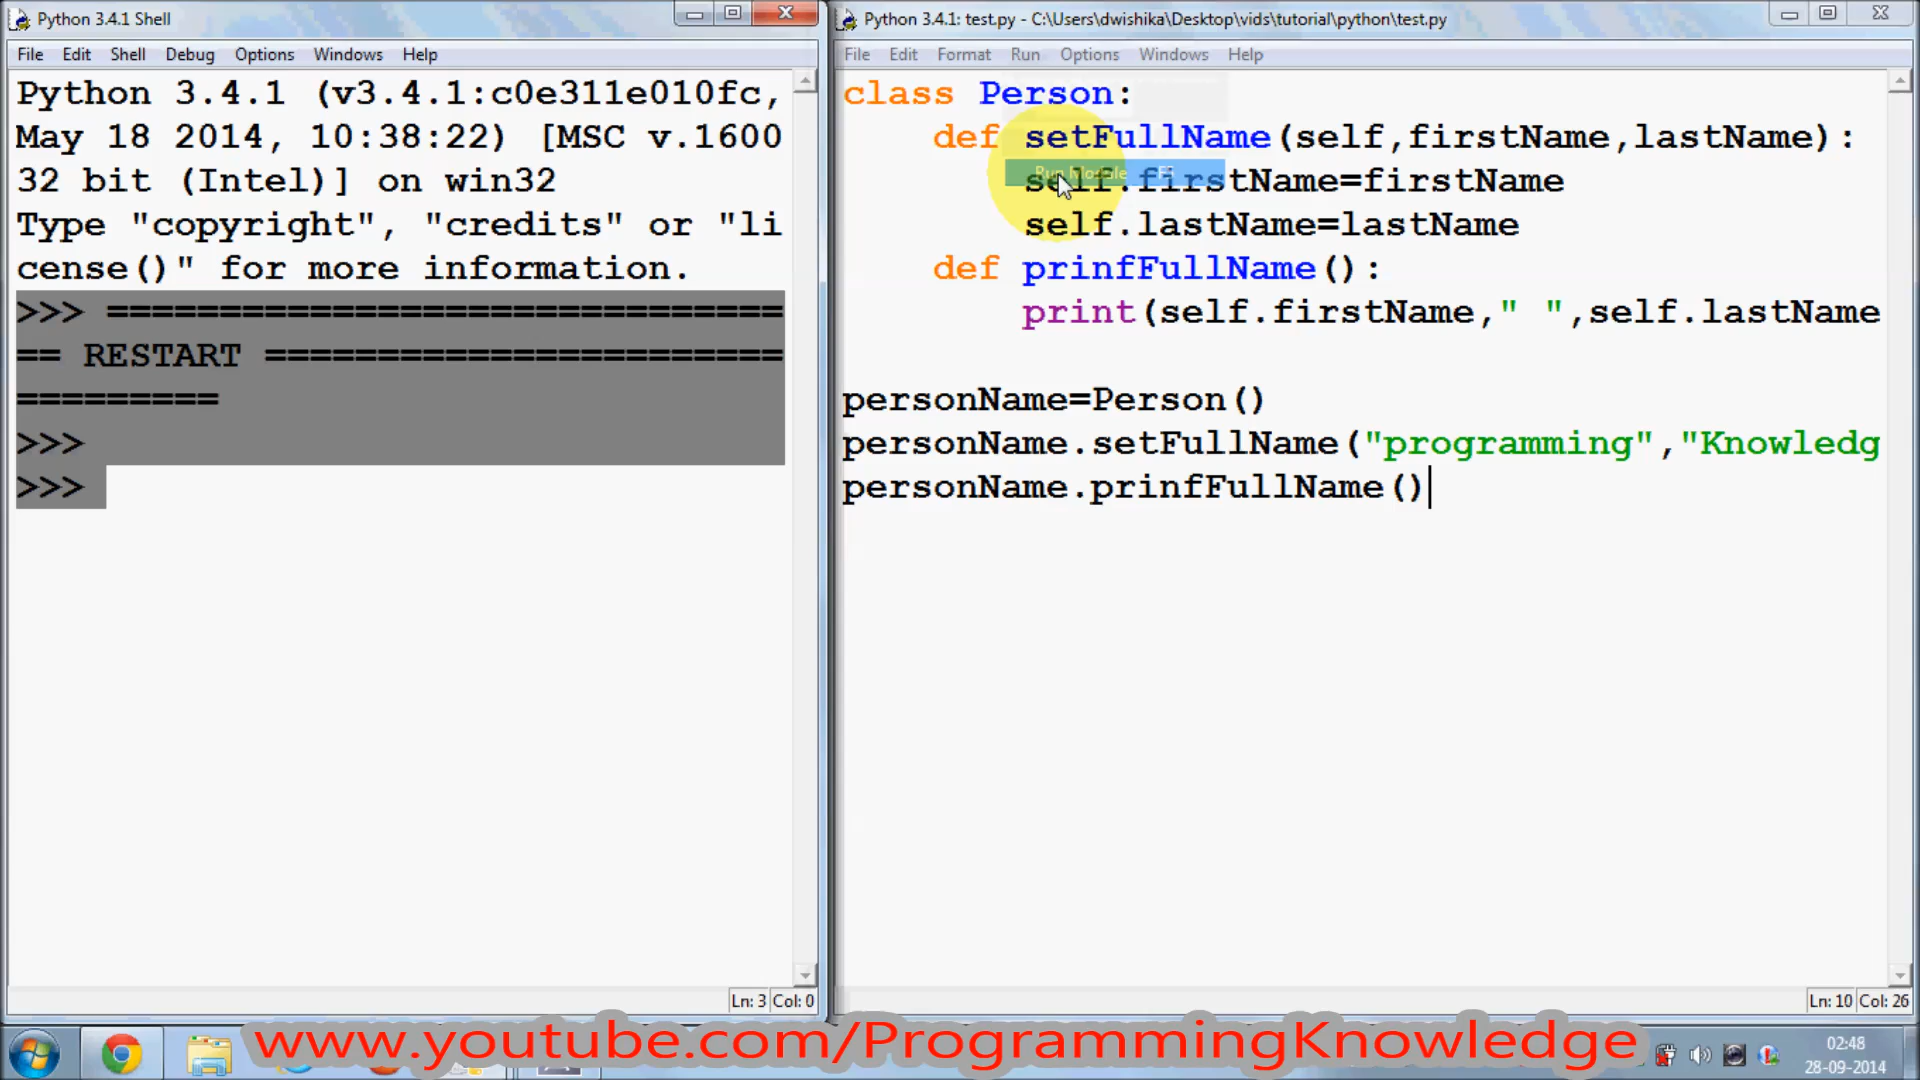 Python 3.4.1 Shell
File Edit Shell Debug Options Windows Help
Python 3.4.1 (v3.4.1:c0e311e010fc,
May 18 2014, 10:38:22) [MSC v.1600
32 bit (Intel)] on win32
Type "copyright", "credits" or "li
cense()" for more information.
>>> ==============================
== RESTART =======================
=========
>>>
>>>
Ln: 3 Col: 0
Python 3.4.1: test.py - C:\Users\dwishika\Desktop\vids\tutorial\python\test.py
File Edit Format Run Options Windows Help
class Person:
def setFullName(self,firstName,lastName):
Run Module F5
self.firstName=firstName
self.lastName=lastName
def prinfFullName():
print(self.firstName," ",self.lastName
personName=Person()
personName.setFullName("programming","Knowledg
personName.prinfFullName()
Ln: 10 Col: 26
www.youtube.com/ProgrammingKnowledge
02:48
28-09-2014